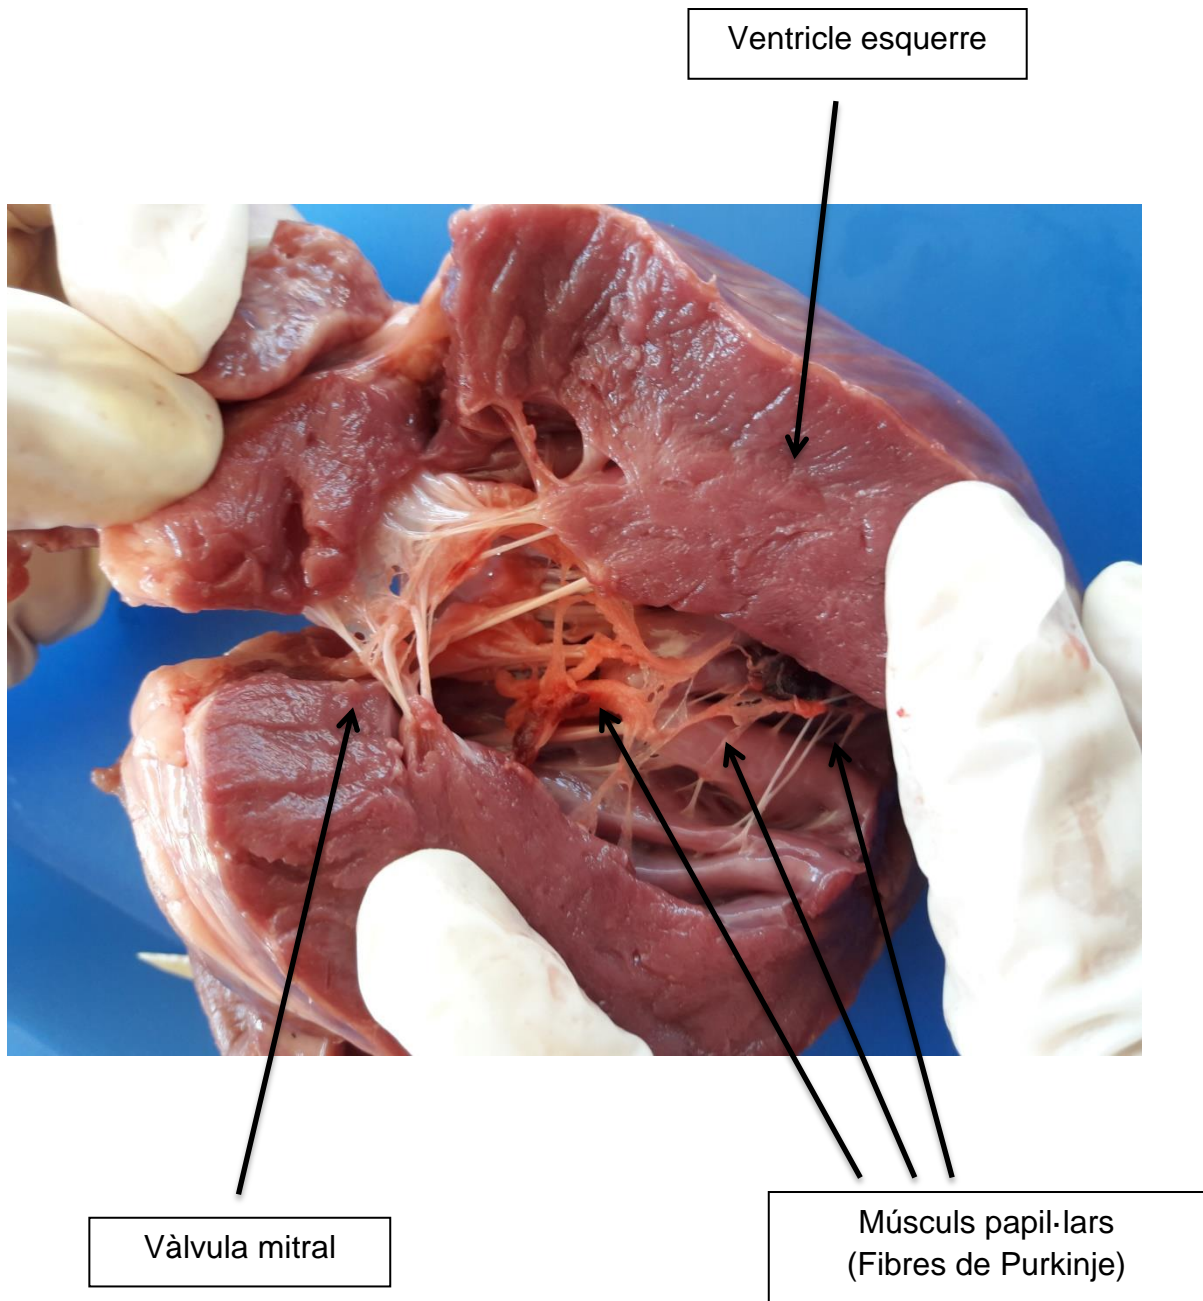 Ventricle esquerre
Vàlvula mitral
Músculs papil·lars
(Fibres de Purkinje)